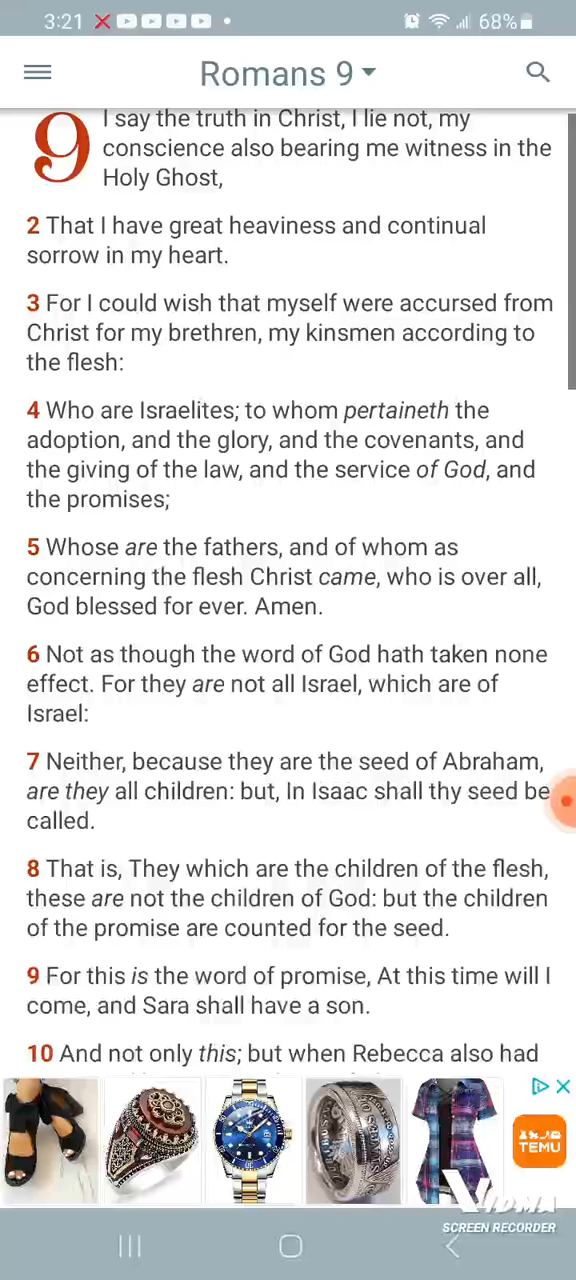 3:21
68%
Romans 9
9 I say the truth in Christ, I lie not, my
conscience also bearing me witness in the
Holy Ghost,
2 That I have great heaviness and continual
sorrow in my heart.
3 For I could wish that myself were accursed from
Christ for my brethren, my kinsmen according to
the flesh:
4 Who are Israelites; to whom pertaineth the
adoption, and the glory, and the covenants, and
the giving of the law, and the service of God, and
the promises;
5 Whose are the fathers, and of whom as
concerning the flesh Christ came, who is over all,
God blessed for ever. Amen.
6 Not as though the word of God hath taken none
effect. For they are not all Israel, which are of
Israel:
7 Neither, because they are the seed of Abraham,
are they all children: but, In Isaac shall thy seed be
called.
8 That is, They which are the children of the flesh,
these are not the children of God: but the children
of the promise are counted for the seed.
9 For this is the word of promise, At this time will I
come, and Sara shall have a son.
10 And not only this; but when Rebecca also had
TEMU
VIDMA
SCREEN RECORDER